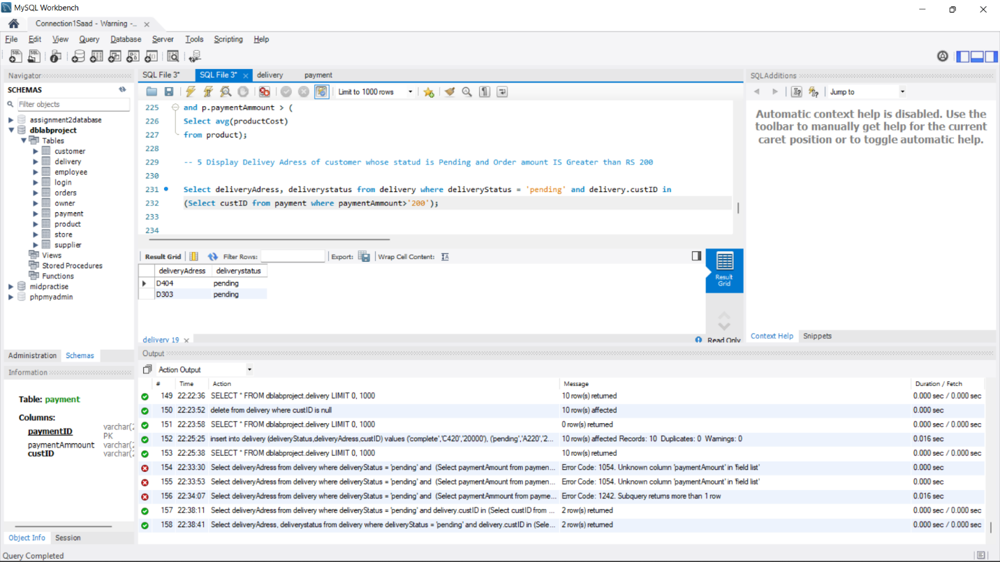 MySQL Workbench
Connection1Saad - Warning -...
File Edit View Query Database Server Tools Scripting Help
Navigator
SCHEMAS
Filter objects
assignment2database
dblabproject
Tables
customer
delivery
employee
login
orders
owner
payment
product
store
supplier
Views
Stored Procedures
Functions
midpractise
phpmyadmin
Administration Schemas
Information
Table: payment
Columns:
paymentID varchar(2
PK
paymentAmmount varchar(2
custID varchar(2
Object Info Session
Query Completed
SQL File 3* SQL File 3* delivery payment
Limit to 1000 rows
225 and p.paymentAmmount > (
226 Select avg(productCost)
227 from product);
228
229 -- 5 Display Delivey Adress of customer whose statud is Pending and Order amount IS Greater than RS 200
230
231 Select deliveryAdress, deliverystatus from delivery where deliveryStatus = 'pending' and delivery.custID in
232 (Select custID from payment where paymentAmmount>'200');
233
234
Result Grid Filter Rows: Export: Wrap Cell Content:
deliveryAdress deliverystatus
D404 pending
D303 pending
Result
Grid
delivery 19 Read Only
SQLAdditions
Jump to
Automatic context help is disabled. Use the
toolbar to manually get help for the current
caret position or to toggle automatic help.
Context Help Snippets
Output
Action Output
# Time Action Message Duration / Fetch
149 22:22:36 SELECT * FROM dblabproject.delivery LIMIT 0, 1000 10 row(s) returned 0.000 sec / 0.000 sec
150 22:23:52 delete from delivery where custID is null 10 row(s) affected 0.000 sec
151 22:23:58 SELECT * FROM dblabproject.delivery LIMIT 0, 1000 0 row(s) returned 0.000 sec / 0.000 sec
152 22:25:25 insert into delivery (deliveryStatus,deliveryAdress,custID) values ('complete','C420','20000'), ('pending','A220','2... 10 row(s) affected Records: 10 Duplicates: 0 Warnings: 0 0.016 sec
153 22:25:38 SELECT * FROM dblabproject.delivery LIMIT 0, 1000 10 row(s) returned 0.000 sec / 0.000 sec
154 22:33:30 Select deliveryAdress from delivery where deliveryStatus = 'pending' and (Select paymentAmount from paymen... Error Code: 1054. Unknown column 'paymentAmount' in 'field list' 0.000 sec
155 22:33:53 Select deliveryAdress from delivery where deliveryStatus = 'pending' and (Select paymentAmount from paymen... Error Code: 1054. Unknown column 'paymentAmount' in 'field list' 0.000 sec
156 22:34:07 Select deliveryAdress from delivery where deliveryStatus = 'pending' and (Select paymentAmmount from payme... Error Code: 1242. Subquery returns more than 1 row 0.016 sec
157 22:38:11 Select deliveryAdress from delivery where deliveryStatus = 'pending' and delivery.custID in (Select custID from ... 2 row(s) returned 0.000 sec / 0.000 sec
158 22:38:41 Select deliveryAdress, deliverystatus from delivery where deliveryStatus = 'pending' and delivery.custID in (Sele... 2 row(s) returned 0.000 sec / 0.000 sec